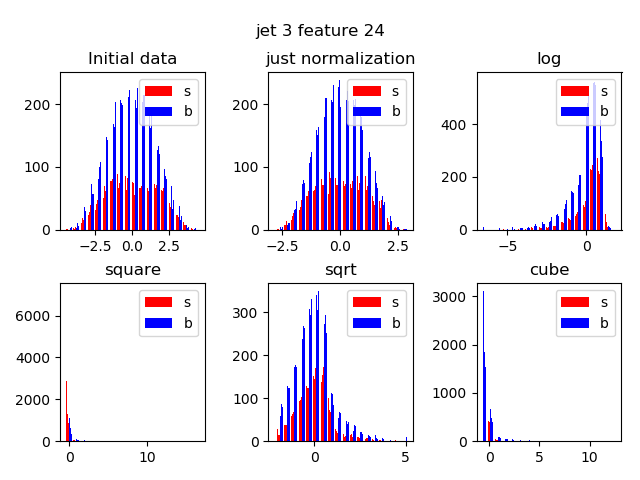 jet 3 feature 24
Initial data
just normalization
log
200
100
0
−2.5 0.0 2.5
s
b
200
100
0
−2.5 0.0 2.5
s
b
400
200
0
−5 0
s
b
square
sqrt
cube
6000
4000
2000
0
0 10
s
b
300
200
100
0
0 5
s
b
3000
2000
1000
0
0 5 10
s
b